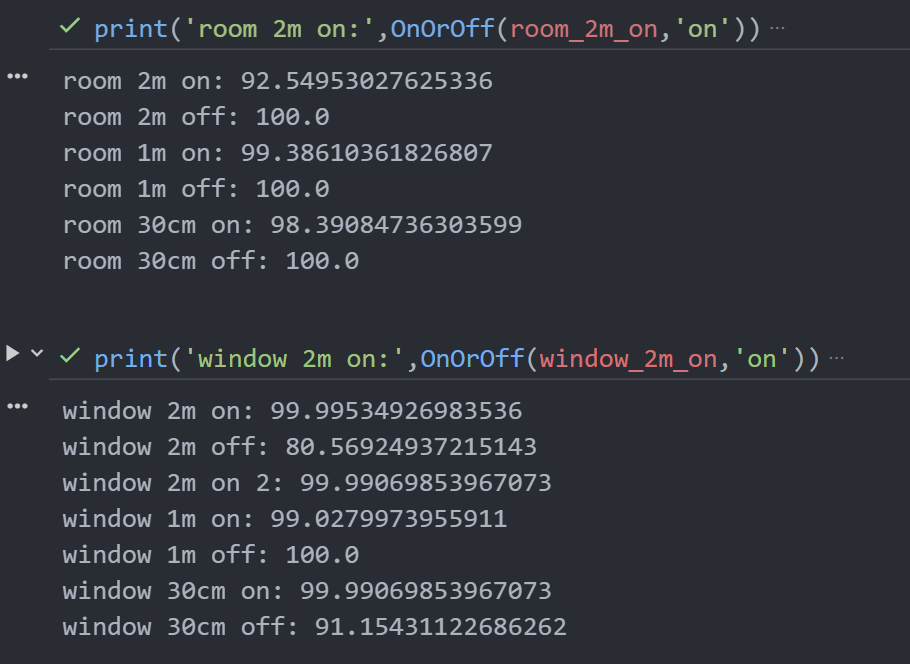 print('room 2m on:',OnOrOff(room_2m_on,'on')) ···
room 2m on: 92.54953027625336
room 2m off: 100.0
room 1m on: 99.38610361826807
room 1m off: 100.0
room 30cm on: 98.39084736303599
room 30cm off: 100.0
print('window 2m on:',OnOrOff(window_2m_on,'on')) ···
window 2m on: 99.99534926983536
window 2m off: 80.56924937215143
window 2m on 2: 99.99069853967073
window 1m on: 99.0279973955911
window 1m off: 100.0
window 30cm on: 99.99069853967073
window 30cm off: 91.15431122686262